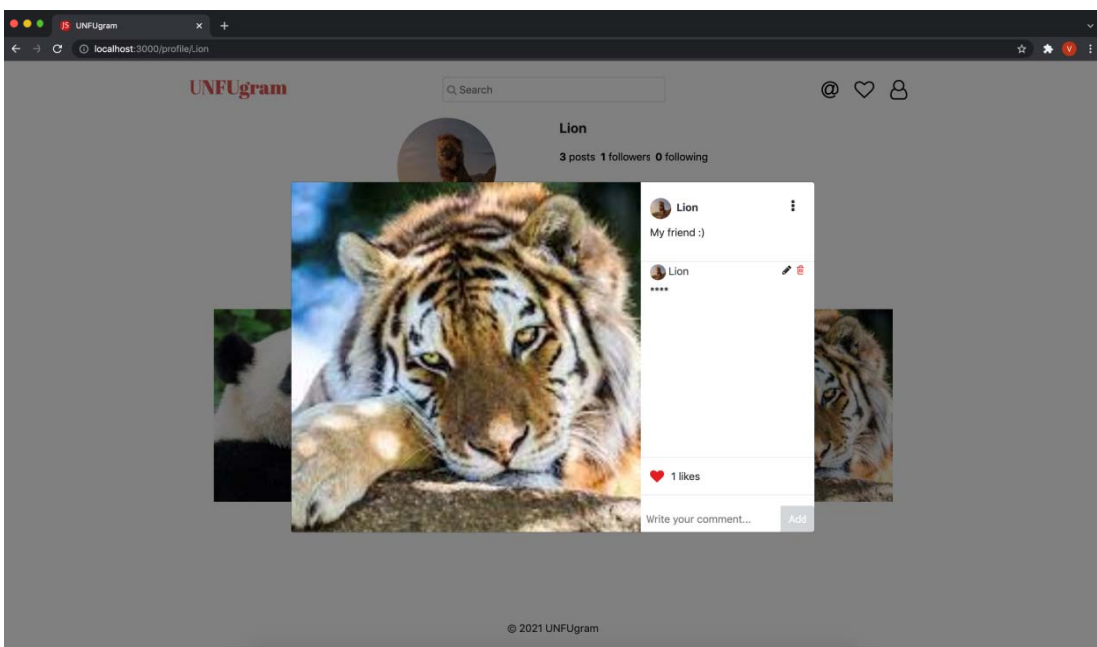 UNFUgram
localhost:3000/profile/Lion
V
UNFUgram
Search
@
Lion
3 posts 1 followers 0 following
Lion
My friend :)
Lion
****
1 likes
Write your comment...
Add
© 2021 UNFUgram